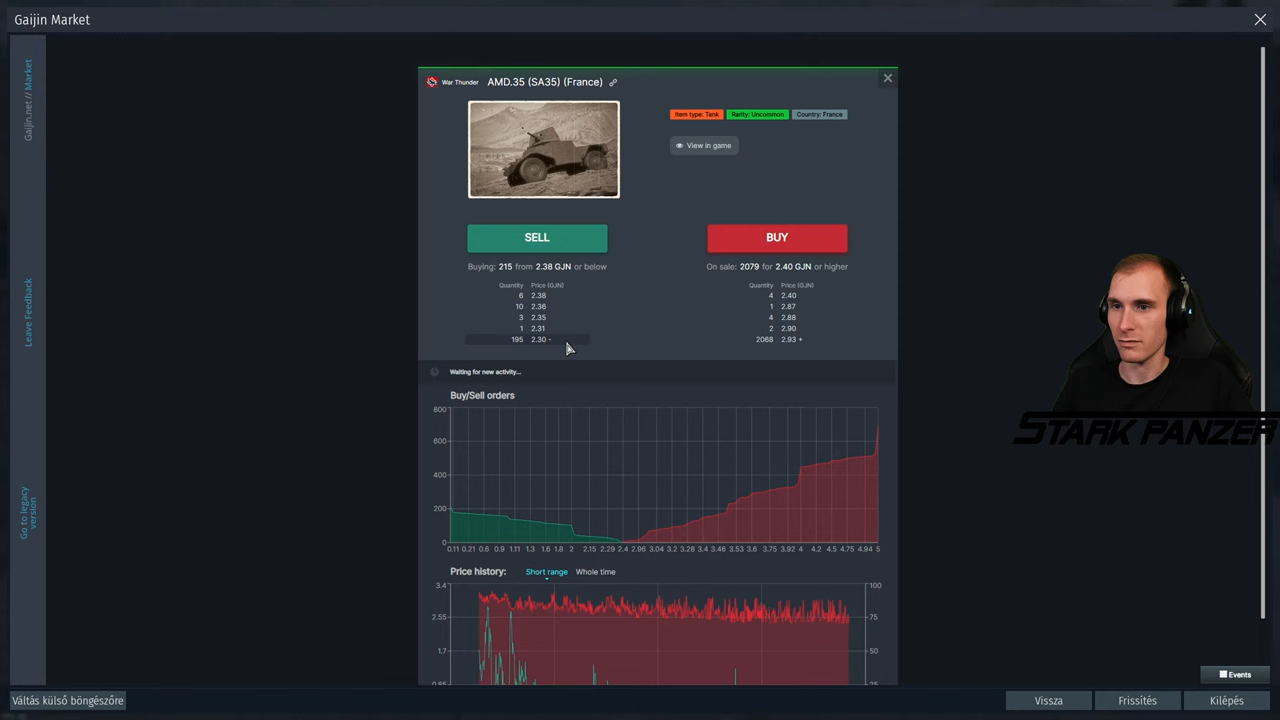 Gaijin Market
Gaijin.net // Market
Leave Feedback
Go to legacy
version
War Thunder AMD.35 (SA35) (France)
Item type: Tank Rarity: Uncommon Country: France
View in game
SELL
BUY
Buying: 215 from 2.38 GJN or below
On sale: 2079 for 2.40 GJN or higher
Quantity Price (GJN)
6 2.38
10 2.36
3 2.35
1 2.31
195 2.30 -
Quantity Price (GJN)
4 2.40
1 2.87
4 2.88
2 2.90
2068 2.93 +
Waiting for new activity...
Buy/Sell orders
800
600
400
200
0
0.11 0.21 0.6 0.9 1.11 1.3 1.6 1.8 2 2.15 2.29 2.4 2.96 3.04 3.2 3.28 3.4 3.46 3.53 3.6 3.75 3.92 4 4.2 4.5 4.75 4.94 5
Price history: Short range Whole time
3.4
2.55
1.7
0.85
100
75
50
25
STARK PANZER
Events
Váltás külső böngészőre
Vissza
Frissítés
Kilépés